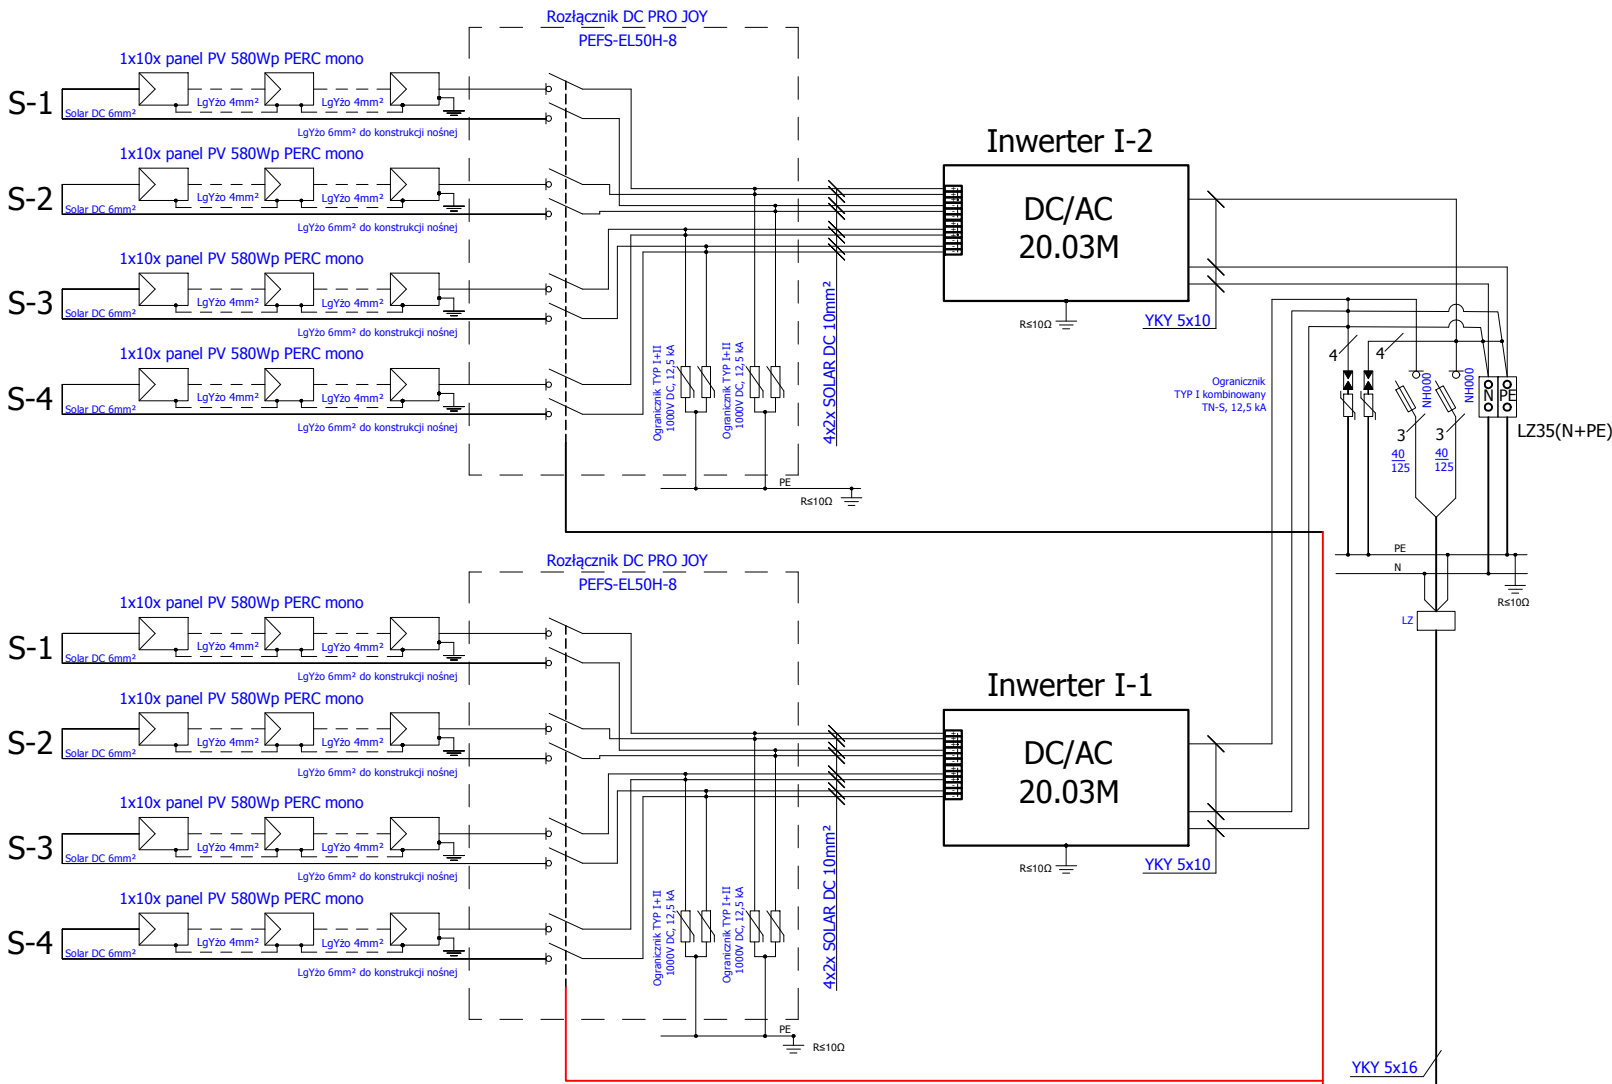 Rozłącznik DC PRO JOY
PEFS-EL50H-8
1x10x panel PV 580Wp PERC mono
S-1
Solar DC 6mm²
LgYżo 4mm²
LgYżo 4mm²
LgYżo 6mm² do konstrukcji nośnej
1x10x panel PV 580Wp PERC mono
S-2
Solar DC 6mm²
LgYżo 4mm²
LgYżo 4mm²
LgYżo 6mm² do konstrukcji nośnej
1x10x panel PV 580Wp PERC mono
S-3
Solar DC 6mm²
LgYżo 4mm²
LgYżo 4mm²
LgYżo 6mm² do konstrukcji nośnej
1x10x panel PV 580Wp PERC mono
S-4
Solar DC 6mm²
LgYżo 4mm²
LgYżo 4mm²
LgYżo 6mm² do konstrukcji nośnej
Ogranicznik TYP I+II
1000V DC, 12,5 kA
Ogranicznik TYP I+II
1000V DC, 12,5 kA
4x2x SOLAR DC 10mm²
PE
R≤10Ω
Inwerter I-2
DC/AC
20.03M
R≤10Ω
YKY 5x10
Ogranicznik
TYP I kombinowany
TN-S, 12,5 kA
4
4
NH000
NH000
3
3
40
125
40
125
N
PE
LZ35(N+PE)
PE
N
R≤10Ω
LZ
Rozłącznik DC PRO JOY
PEFS-EL50H-8
1x10x panel PV 580Wp PERC mono
S-1
Solar DC 6mm²
LgYżo 4mm²
LgYżo 4mm²
LgYżo 6mm² do konstrukcji nośnej
1x10x panel PV 580Wp PERC mono
S-2
Solar DC 6mm²
LgYżo 4mm²
LgYżo 4mm²
LgYżo 6mm² do konstrukcji nośnej
1x10x panel PV 580Wp PERC mono
S-3
Solar DC 6mm²
LgYżo 4mm²
LgYżo 4mm²
LgYżo 6mm² do konstrukcji nośnej
1x10x panel PV 580Wp PERC mono
S-4
Solar DC 6mm²
LgYżo 4mm²
LgYżo 4mm²
LgYżo 6mm² do konstrukcji nośnej
Ogranicznik TYP I+II
1000V DC, 12,5 kA
Ogranicznik TYP I+II
1000V DC, 12,5 kA
4x2x SOLAR DC 10mm²
PE
R≤10Ω
Inwerter I-1
DC/AC
20.03M
R≤10Ω
YKY 5x10
YKY 5x16